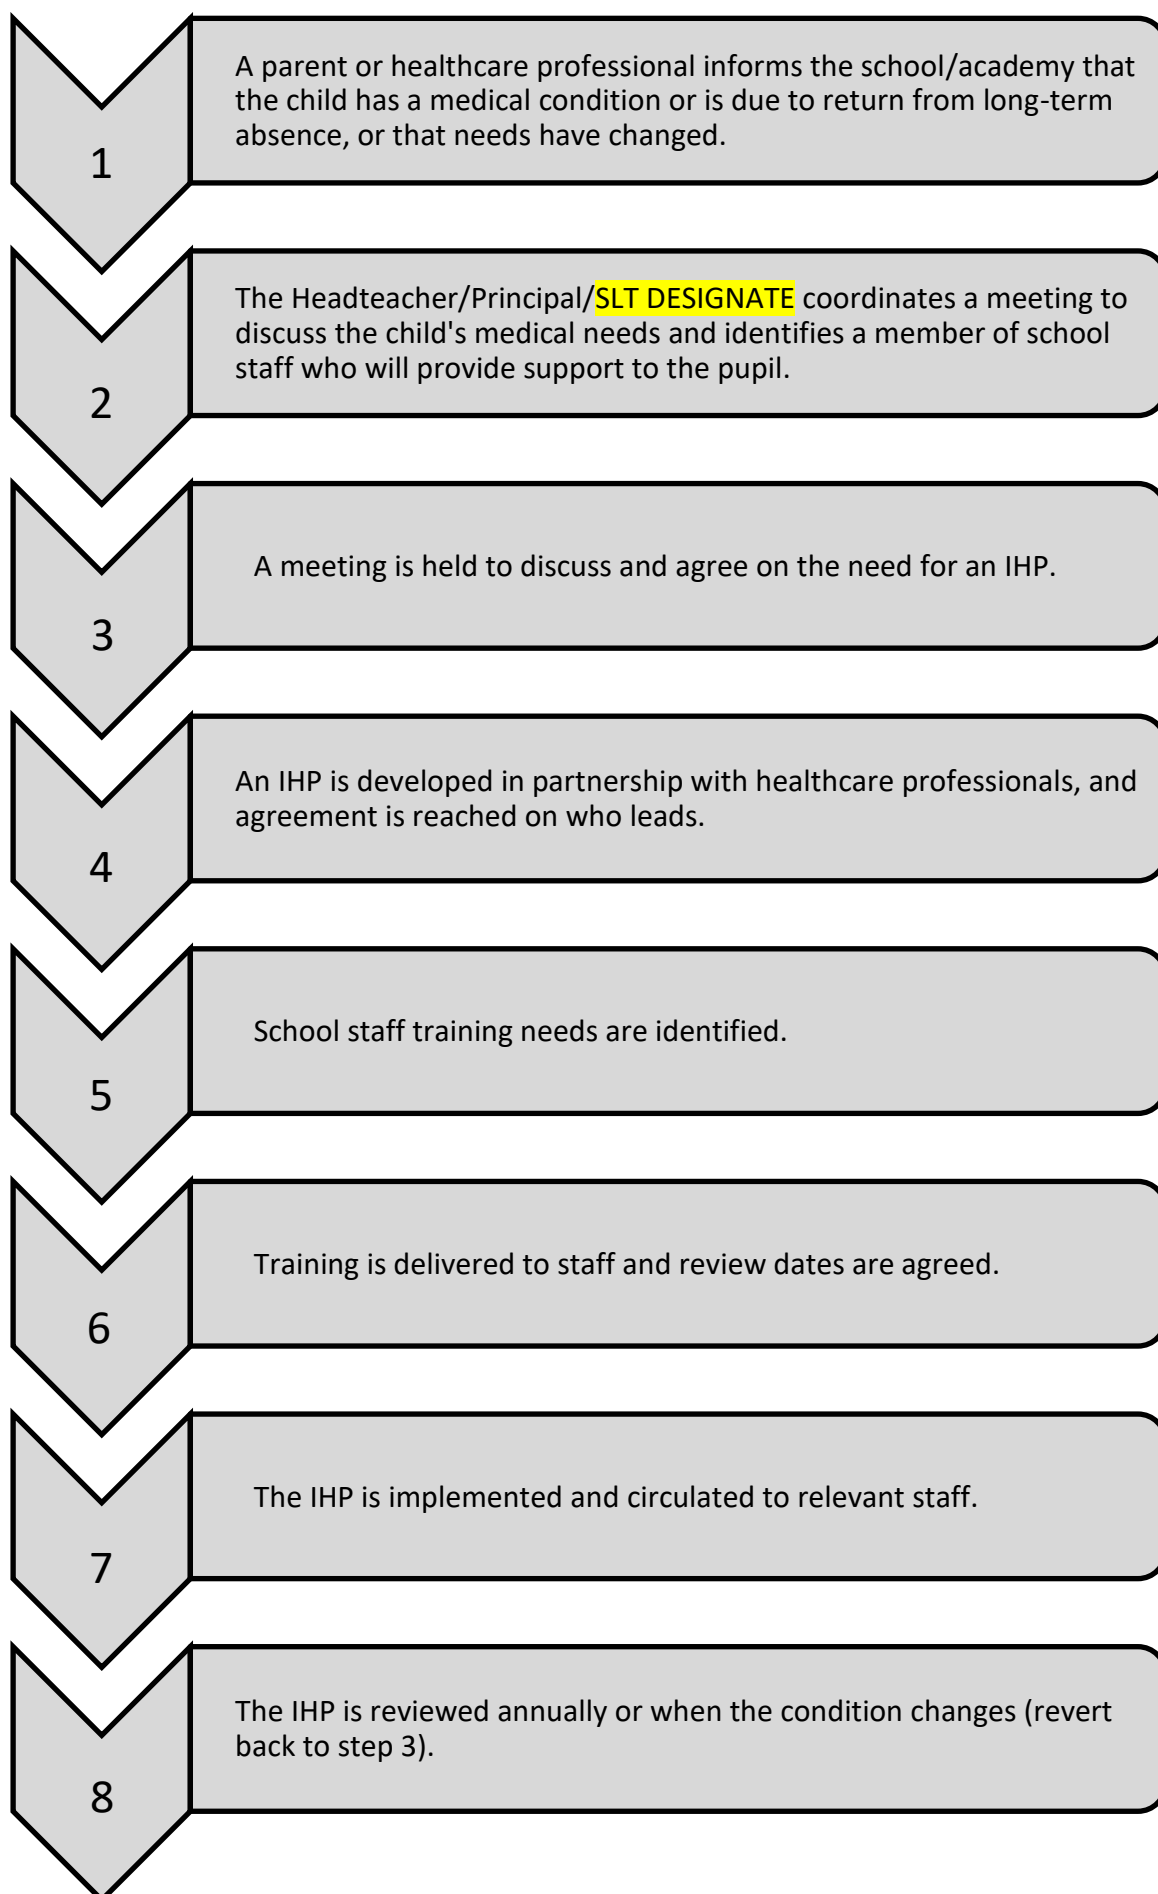 A parent or healthcare professional informs the school/academy that
the child has a medical condition or is due to return from long-term
absence, or that needs have changed.
1
The Headteacher/Principal/SLT DESIGNATE coordinates a meeting to
discuss the child's medical needs and identifies a member of school
staff who will provide support to the pupil.
2
A meeting is held to discuss and agree on the need for an IHP.
3
An IHP is developed in partnership with healthcare professionals, and
agreement is reached on who leads.
4
School staff training needs are identified.
5
Training is delivered to staff and review dates are agreed.
6
The IHP is implemented and circulated to relevant staff.
7
The IHP is reviewed annually or when the condition changes (revert
back to step 3).
8